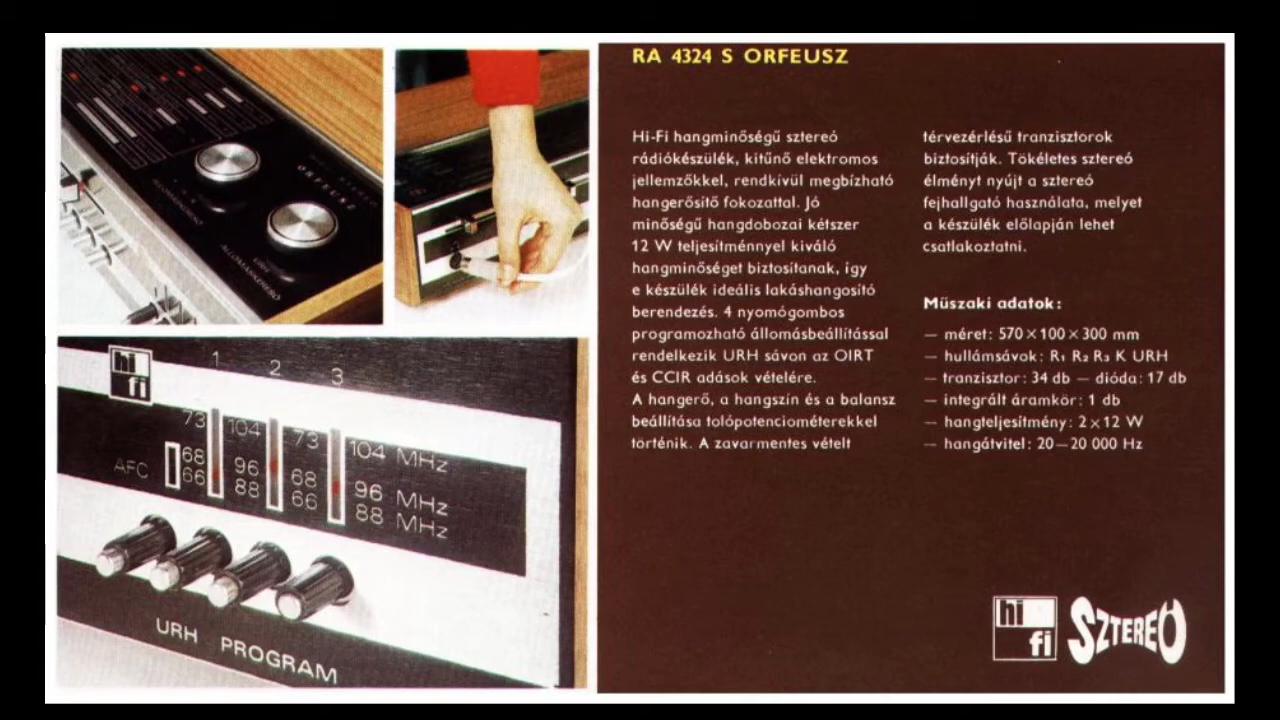 ORFEUSZ
ÁLLOMÁSKERESŐ
URH
ÁLLOMÁSKERESŐ
hi
fi
1 2 3
73 104 73 104 MHz
AFC 68 96 68 96 MHz
66 88 66 88 MHz
URH PROGRAM
RA 4324 S ORFEUSZ
Hi-Fi hangminőségű sztereó
rádiókészülék, kitűnő elektromos
jellemzőkkel, rendkívül megbízható
hangerősítő fokozattal. Jó
minőségű hangdobozai kétszer
12 W teljesítménnyel kiváló
hangminőséget biztosítanak, így
e készülék ideális lakáshangosító
berendezés. 4 nyomógombos
programozható állomásbeállítással
rendelkezik URH sávon az OIRT
és CCIR adások vételére.
A hangerő, a hangszín és a balansz
beállítása tolópotenciométerekkel
történik. A zavarmentes vételt
térvezérlésű tranzisztorok
biztosítják. Tökéletes sztereó
élményt nyújt a sztereó
fejhallgató használata, melyet
a készülék előlapján lehet
csatlakoztatni.
Műszaki adatok:
— méret: 570×100×300 mm
— hullámsávok: R₁ R₂ R₃ K URH
— tranzisztor: 34 db — dióda: 17 db
— integrált áramkör: 1 db
— hangteljesítmény: 2×12 W
— hangátvitel: 20—20 000 Hz
hi
fi
SZTEREÓ